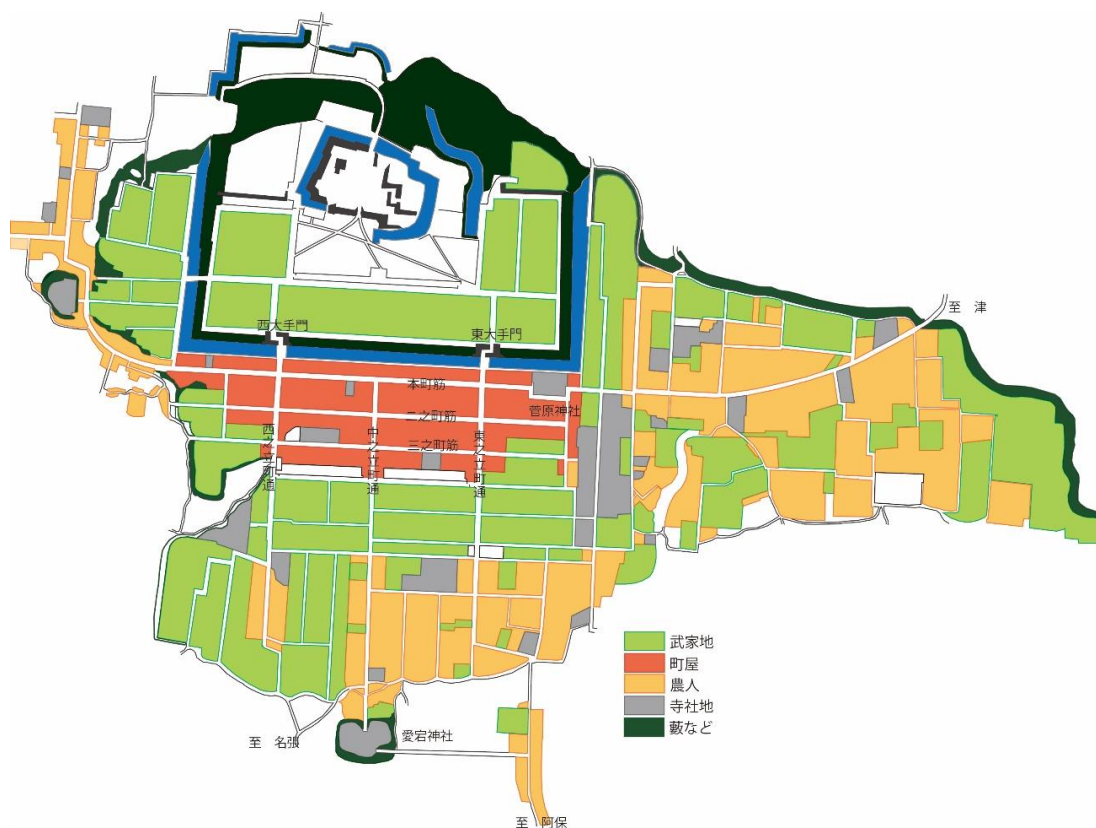 至　津
西大手門
東大手門
本町筋
菅原神社
二之町筋
三之町筋
西之立町通
中之立町通
東之立町通
武家地
町屋
農人
寺社地
藪など
愛宕神社
至　名張
至　阿保